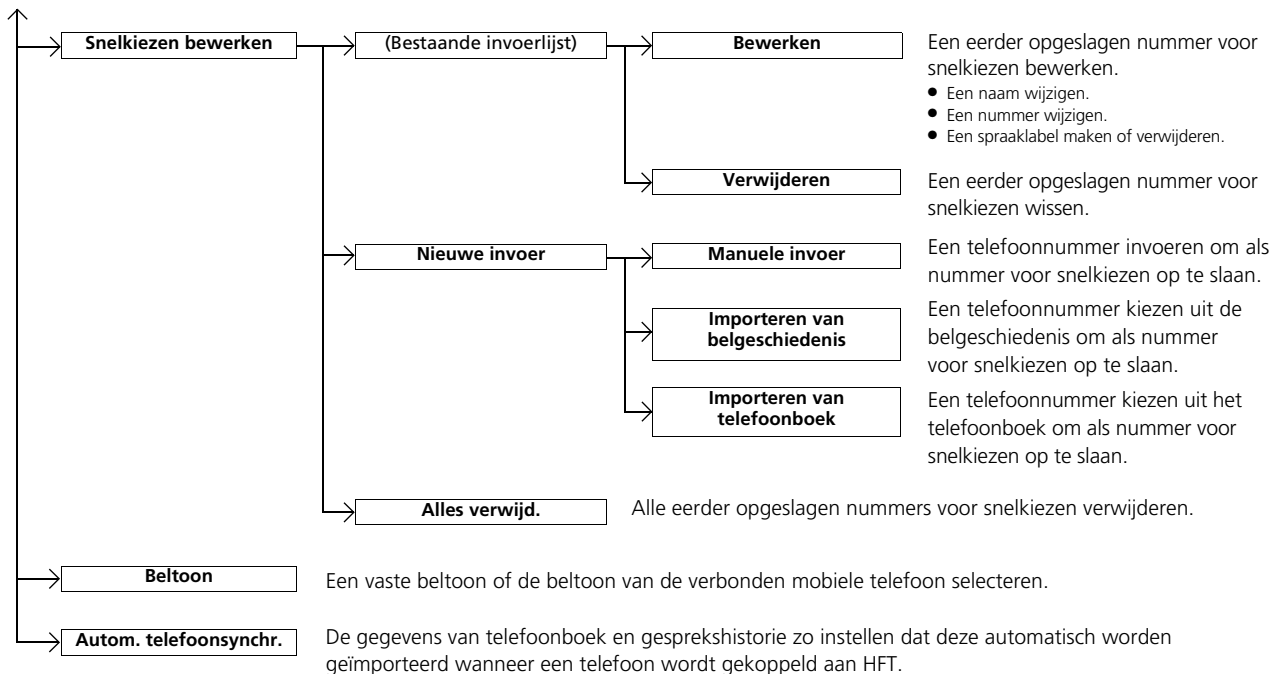 Snelkiezen bewerken
(Bestaande invoerlijst)
Bewerken
Een eerder opgeslagen nummer voor
snelkiezen bewerken.
● Een naam wijzigen.
● Een nummer wijzigen.
● Een spraaklabel maken of verwijderen.
Verwijderen
Een eerder opgeslagen nummer voor
snelkiezen wissen.
Nieuwe invoer
Manuele invoer
Een telefoonnummer invoeren om als
nummer voor snelkiezen op te slaan.
Importeren van
belgeschiedenis
Een telefoonnummer kiezen uit de
belgeschiedenis om als nummer
voor snelkiezen op te slaan.
Importeren van
telefoonboek
Een telefoonnummer kiezen uit het
telefoonboek om als nummer voor
snelkiezen op te slaan.
Alles verwijd.
Alle eerder opgeslagen nummers voor snelkiezen verwijderen.
Beltoon
Een vaste beltoon of de beltoon van de verbonden mobiele telefoon selecteren.
Autom. telefoonsynchr.
De gegevens van telefoonboek en gesprekshistorie zo instellen dat deze automatisch worden
geïmporteerd wanneer een telefoon wordt gekoppeld aan HFT.